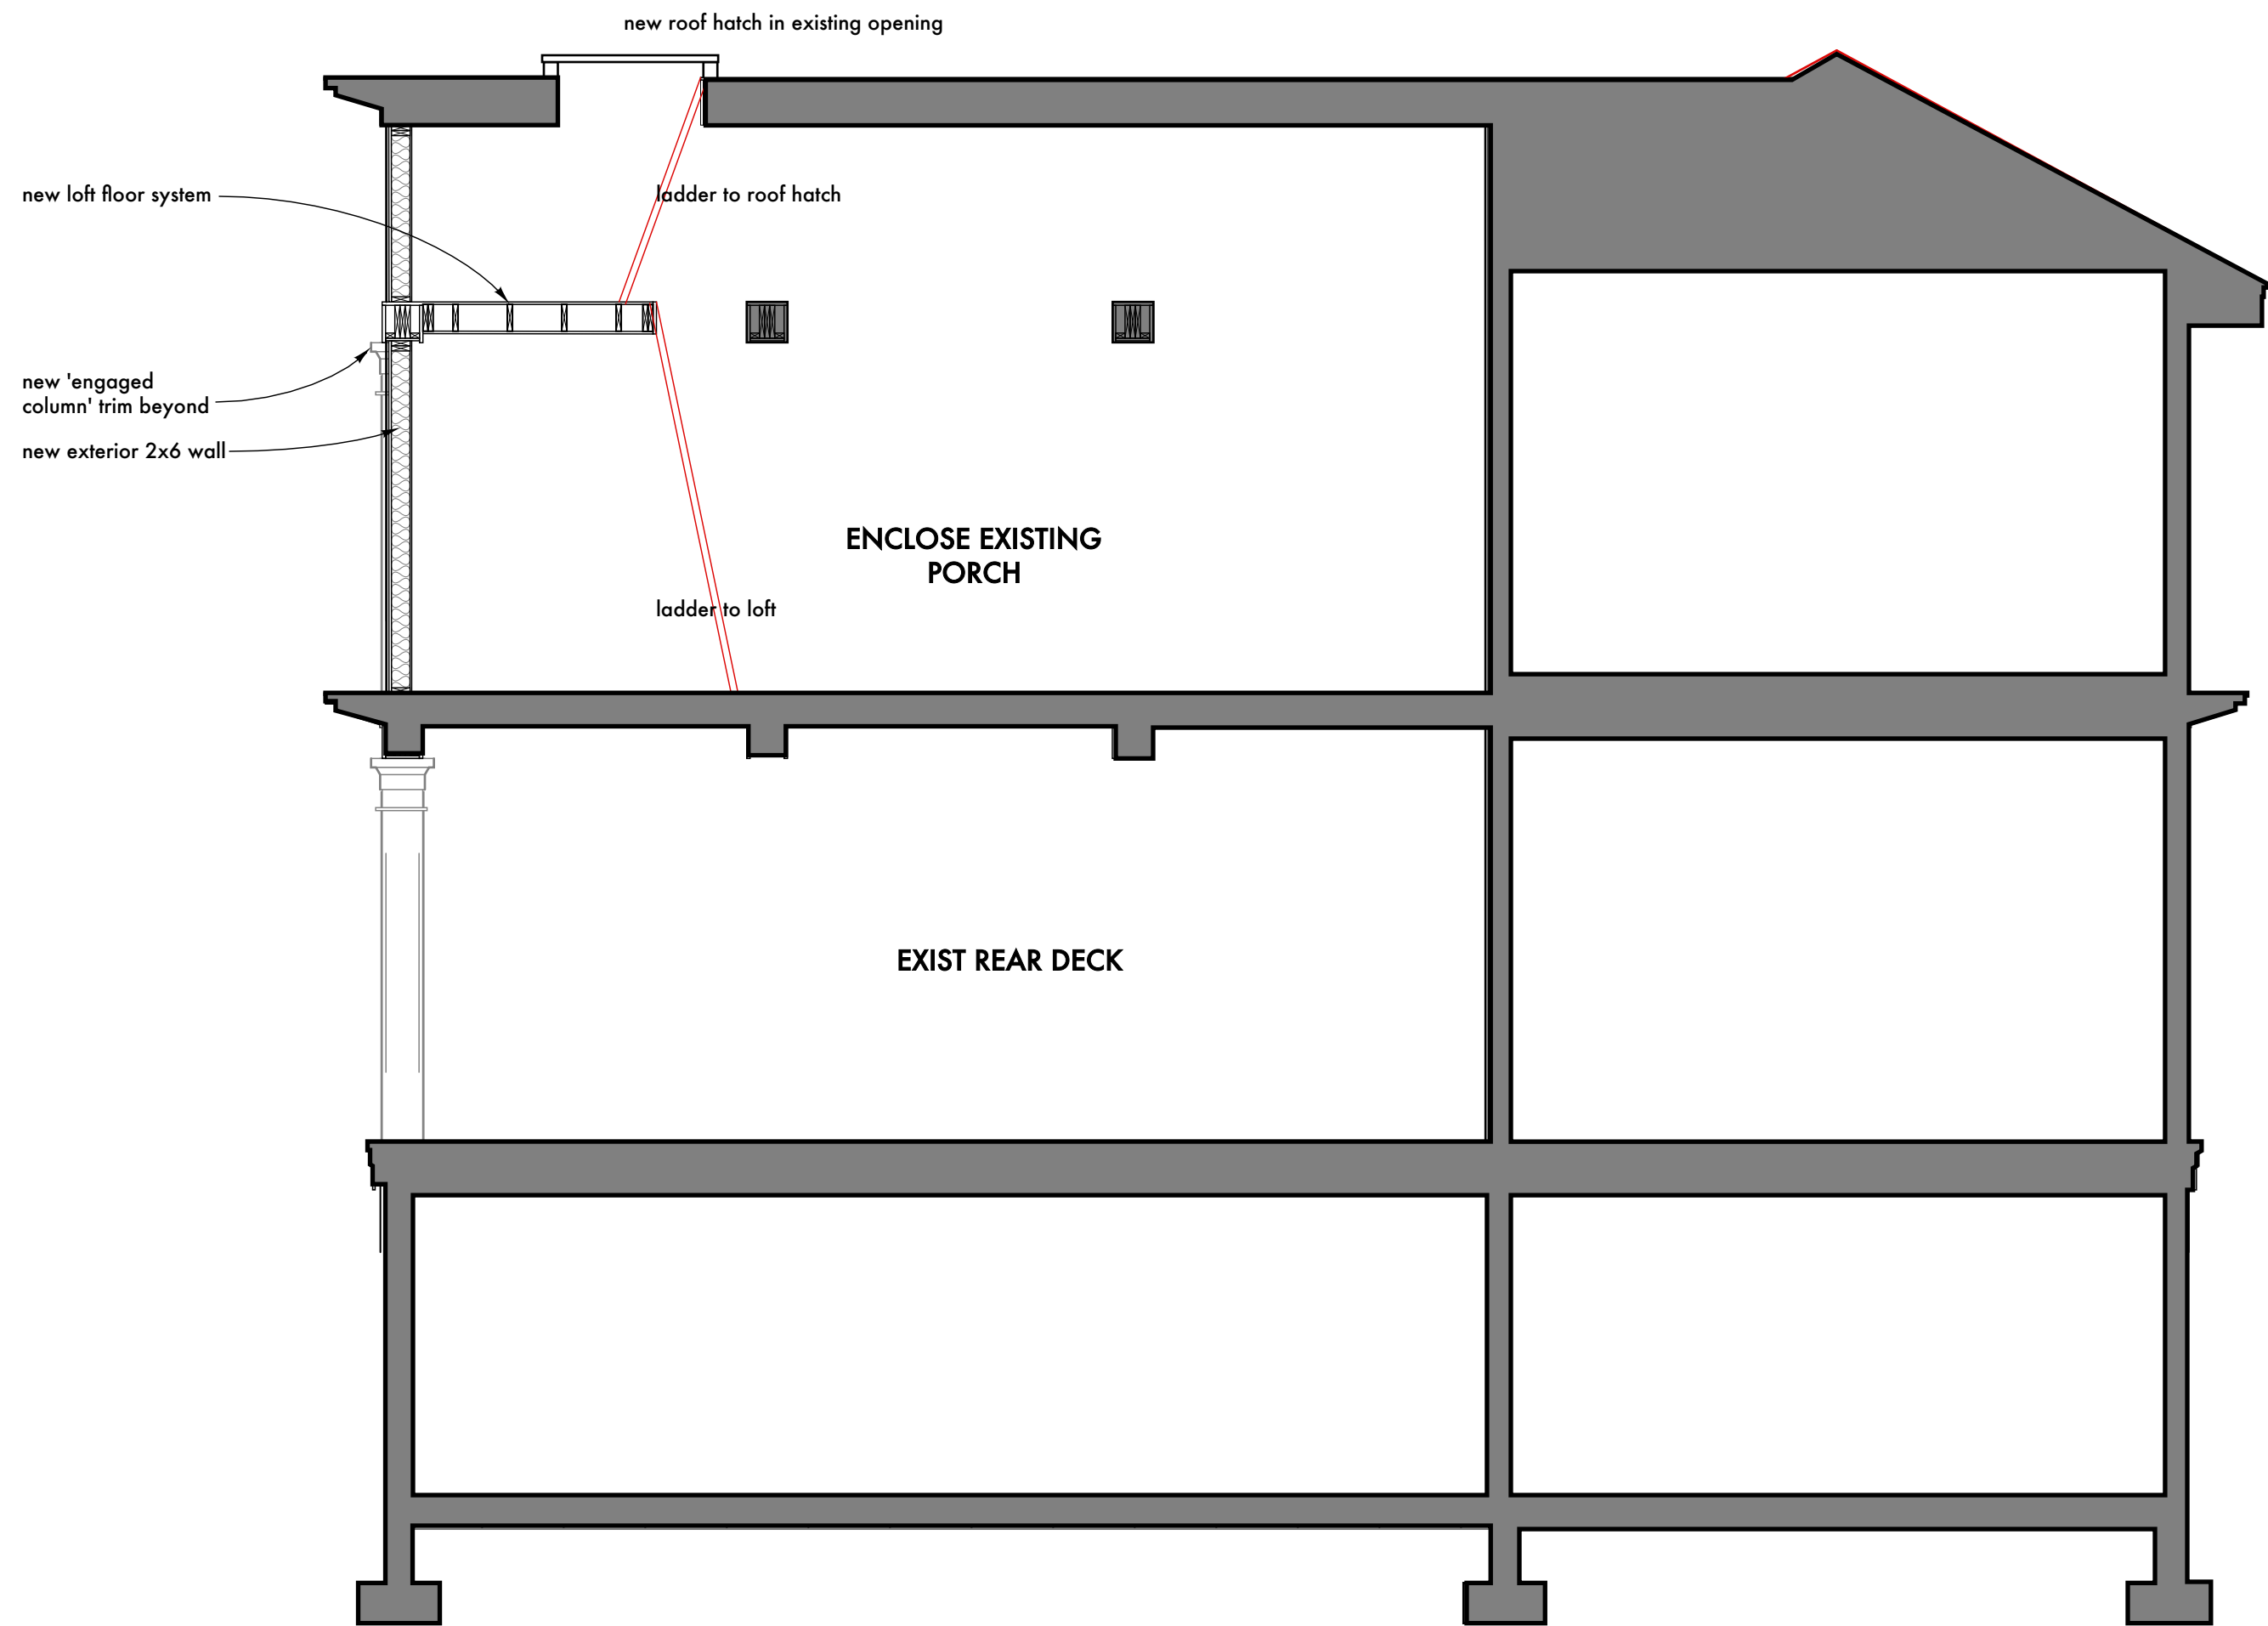 new roof hatch in existing opening
new loft floor system
ladder to roof hatch
new 'engaged
column' trim beyond
new exterior 2x6 wall
ENCLOSE EXISTING
PORCH
ladder to loft
EXIST REAR DECK